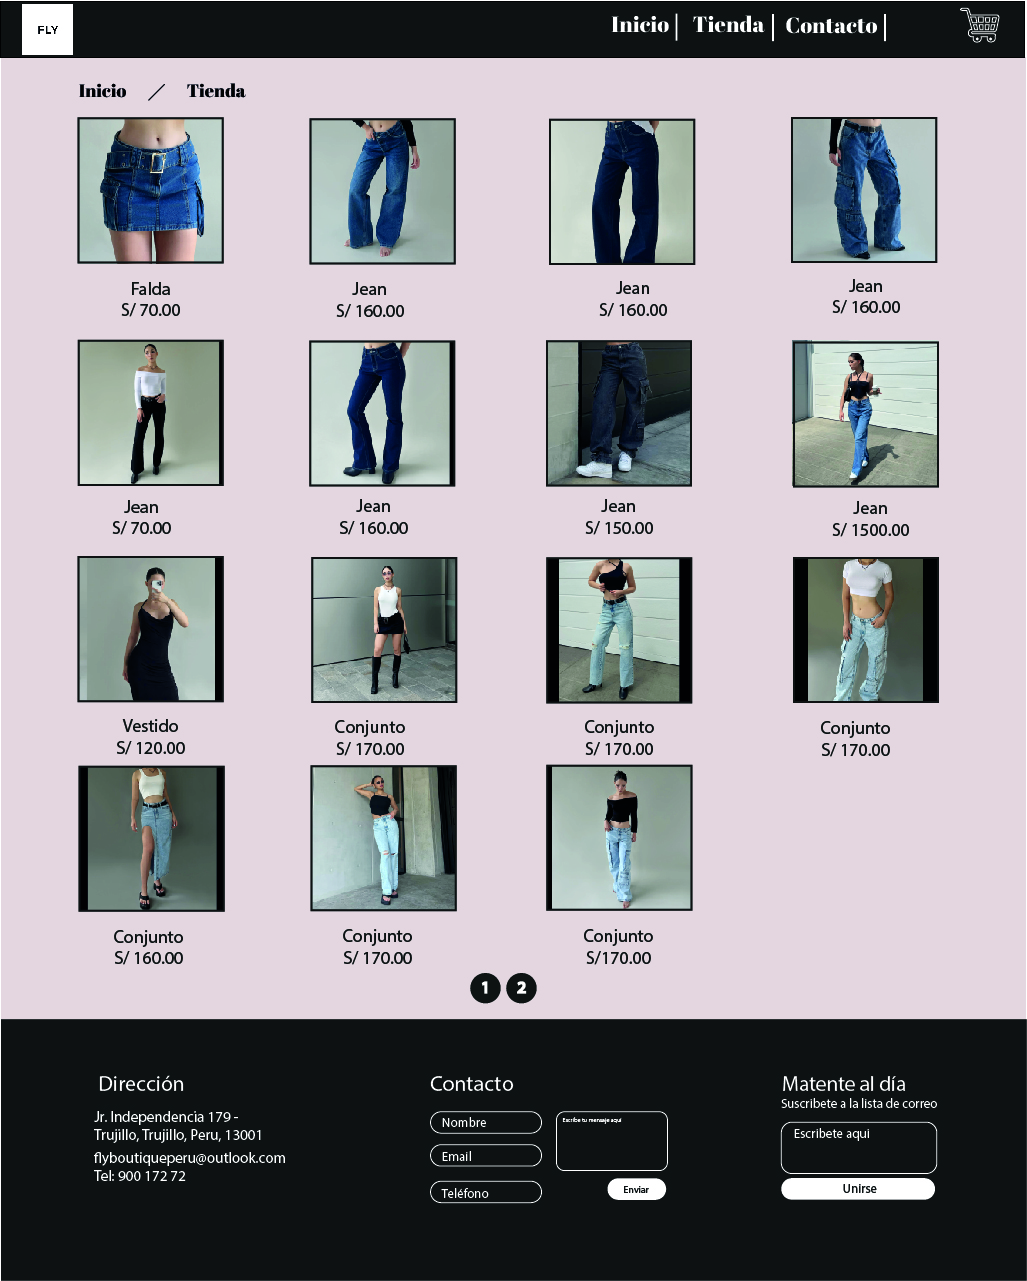 FLY
Inicio | Tienda | Contacto |
Inicio / Tienda
Falda
S/ 70.00
Jean
S/ 160.00
Jean
S/ 160.00
Jean
S/ 160.00
Jean
S/ 70.00
Jean
S/ 160.00
Jean
S/ 150.00
Jean
S/ 1500.00
Vestido
S/ 120.00
Conjunto
S/ 170.00
Conjunto
S/ 170.00
Conjunto
S/ 170.00
Conjunto
S/ 160.00
Conjunto
S/ 170.00
Conjunto
S/170.00
1 2
Dirección
Jr. Independencia 179 -
Trujillo, Trujillo, Peru, 13001
flyboutiqueperu@outlook.com
Tel: 900 172 72
Contacto
Nombre
Email
Teléfono
Escribe tu mensaje aquí
Enviar
Matente al día
Suscribete a la lista de correo
Escribete aqui
Unirse